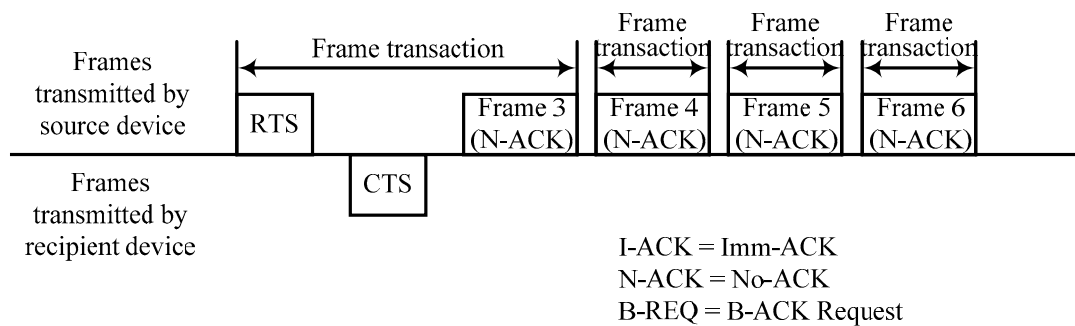 Frames
transmitted by
source device
Frame transaction
Frame
transaction
Frame
transaction
Frame
transaction
RTS
Frame 3
(N-ACK)
Frame 4
(N-ACK)
Frame 5
(N-ACK)
Frame 6
(N-ACK)
Frames
transmitted by
recipient device
CTS
I-ACK = Imm-ACK
N-ACK = No-ACK
B-REQ = B-ACK Request